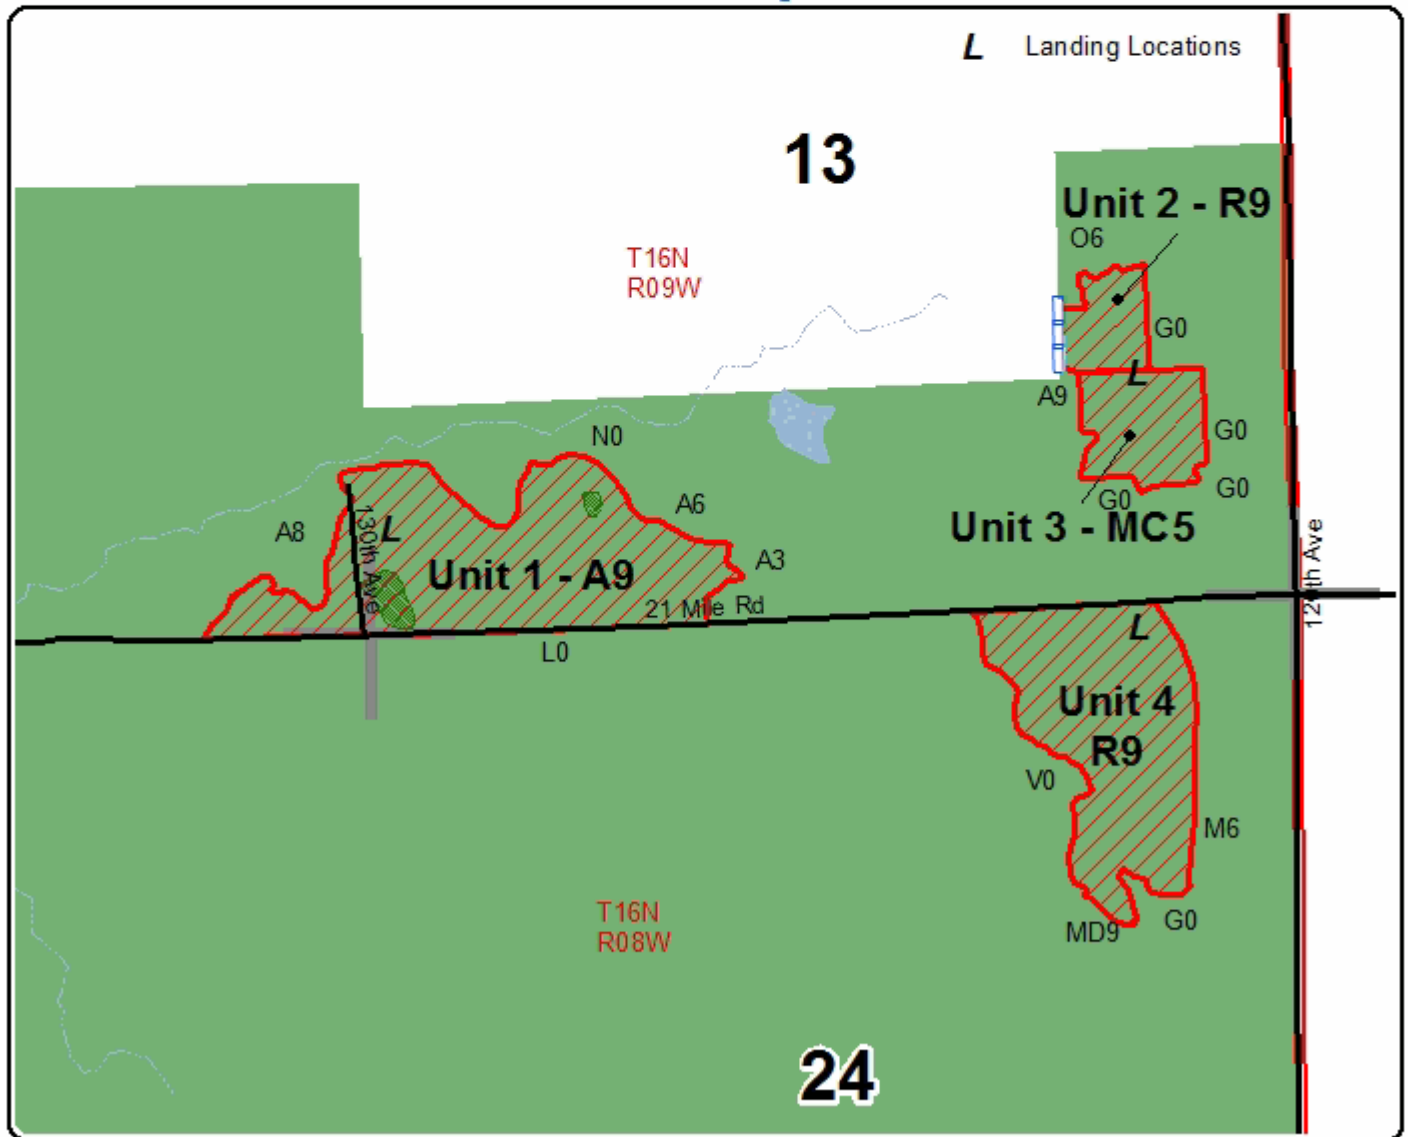 L Landing Locations
13
Unit 2 - R9
O6
T16N
R09W
G0
L
A9
N0
G0
A6
G0
G0
A8
L
130th Ave
Unit 3 - MC5
A3
Unit 1 - A9
21 Mile Rd
L0
L
Unit 4
R9
V0
M6
T16N
R08W
MD9
G0
24